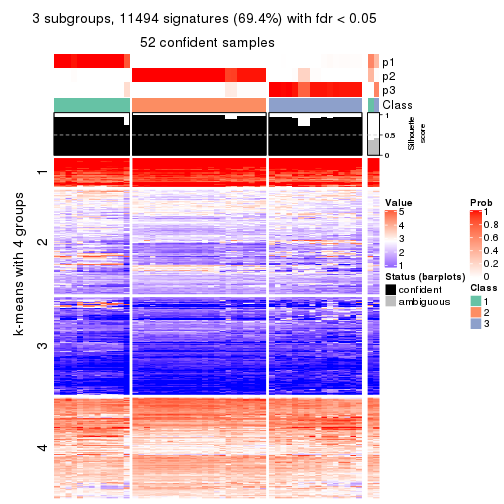 3 subgroups, 11494 signatures (69.4%) with fdr < 0.05
52 confident samples
p1
p2
p3
Class
1
0.5
0
Silhouette
score
k-means with 4 groups
1
2
3
4
Value
5
4
3
2
1
Status (barplots)
confident
ambiguous
Prob
1
0.8
0.6
0.4
0.2
0
Class
1
2
3